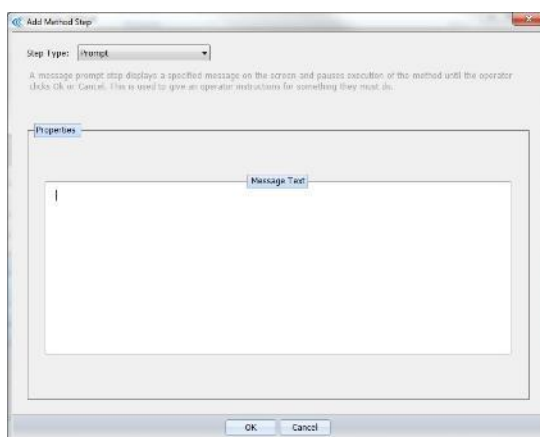 Add Method Step
Step Type: Prompt
A message prompt step displays a specified message on the screen and pauses execution of the method until the operator
clicks Ok or Cancel. This is used to give an operator instructions for something they must do.
Properties
Message Text
OK Cancel